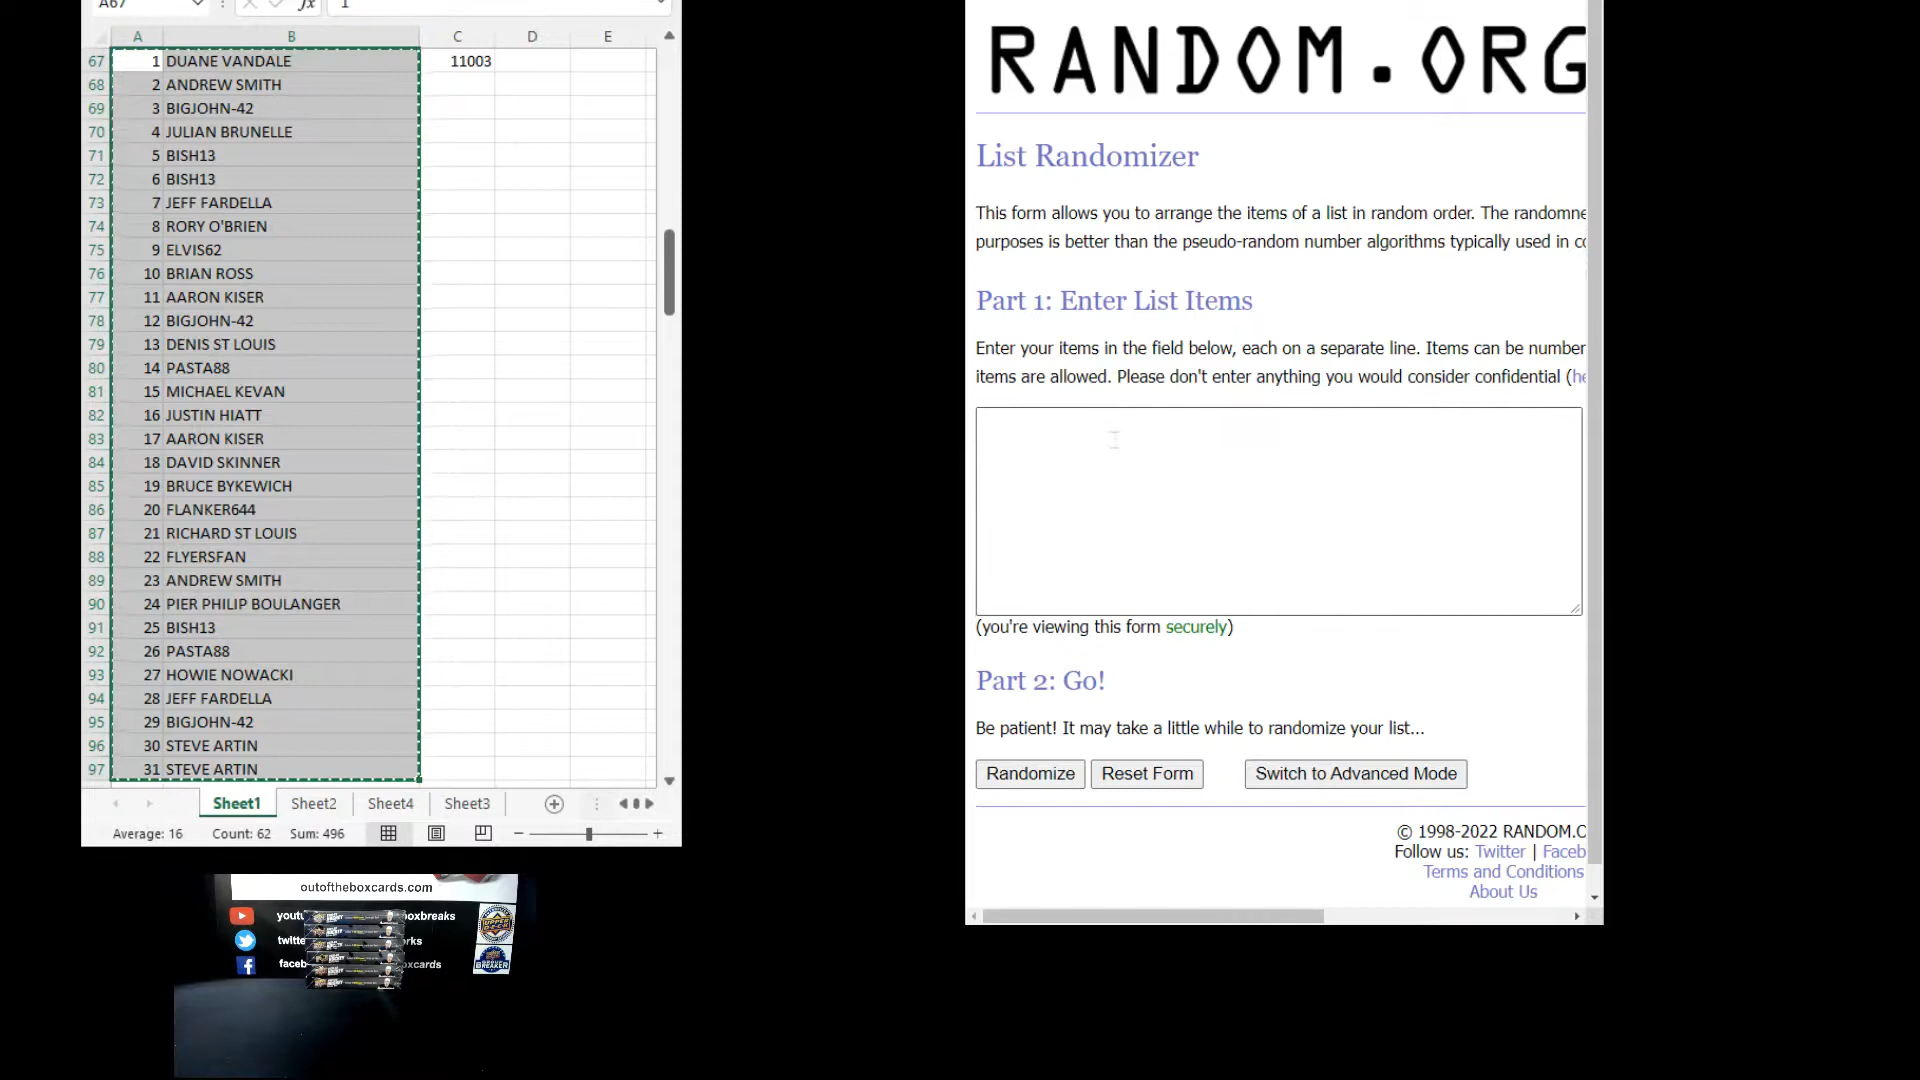 A67
fx
1
A B C D E
67 1 DUANE VANDALE 11003
68 2 ANDREW SMITH
69 3 BIGJOHN-42
70 4 JULIAN BRUNELLE
71 5 BISH13
72 6 BISH13
73 7 JEFF FARDELLA
74 8 RORY O'BRIEN
75 9 ELVIS62
76 10 BRIAN ROSS
77 11 AARON KISER
78 12 BIGJOHN-42
79 13 DENIS ST LOUIS
80 14 PASTA88
81 15 MICHAEL KEVAN
82 16 JUSTIN HIATT
83 17 AARON KISER
84 18 DAVID SKINNER
85 19 BRUCE BYKEWICH
86 20 FLANKER644
87 21 RICHARD ST LOUIS
88 22 FLYERSFAN
89 23 ANDREW SMITH
90 24 PIER PHILIP BOULANGER
91 25 BISH13
92 26 PASTA88
93 27 HOWIE NOWACKI
94 28 JEFF FARDELLA
95 29 BIGJOHN-42
96 30 STEVE ARTIN
97 31 STEVE ARTIN
Sheet1 Sheet2 Sheet4 Sheet3
Average: 16 Count: 62 Sum: 496
outoftheboxcards.com
youtu oxbreaks
twitte rks
faceb oxcards
RANDOM.ORG
List Randomizer
This form allows you to arrange the items of a list in random order. The randomne
purposes is better than the pseudo-random number algorithms typically used in co
Part 1: Enter List Items
Enter your items in the field below, each on a separate line. Items can be number
items are allowed. Please don't enter anything you would consider confidential (he
(you're viewing this form securely)
Part 2: Go!
Be patient! It may take a little while to randomize your list...
Randomize Reset Form Switch to Advanced Mode
© 1998-2022 RANDOM.O
Follow us: Twitter | Faceb
Terms and Conditions
About Us